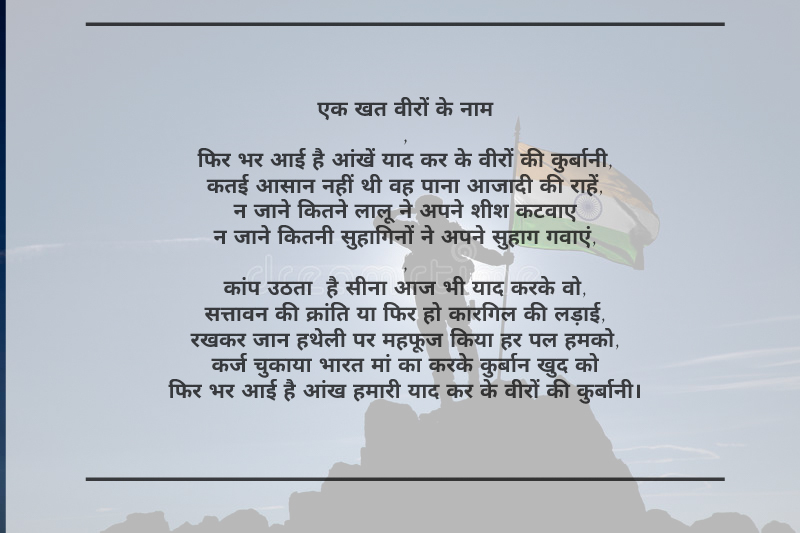 एक खत वीरों के नाम
,
फिर भर आई है आंखें याद कर के वीरों की कुर्बानी,
कतई आसान नहीं थी वह पाना आजादी की राहें,
न जाने कितने लालू ने अपने शीश कटवाए
न जाने कितनी सुहागिनों ने अपने सुहाग गवाएं,
,
कांप उठता है सीना आज भी याद करके वो,
सत्तावन की क्रांति या फिर हो कारगिल की लड़ाई,
रखकर जान हथेली पर महफूज किया हर पल हमको,
कर्ज चुकाया भारत मां का करके कुर्बान खुद को
फिर भर आई है आंख हमारी याद कर के वीरों की कुर्बानी।